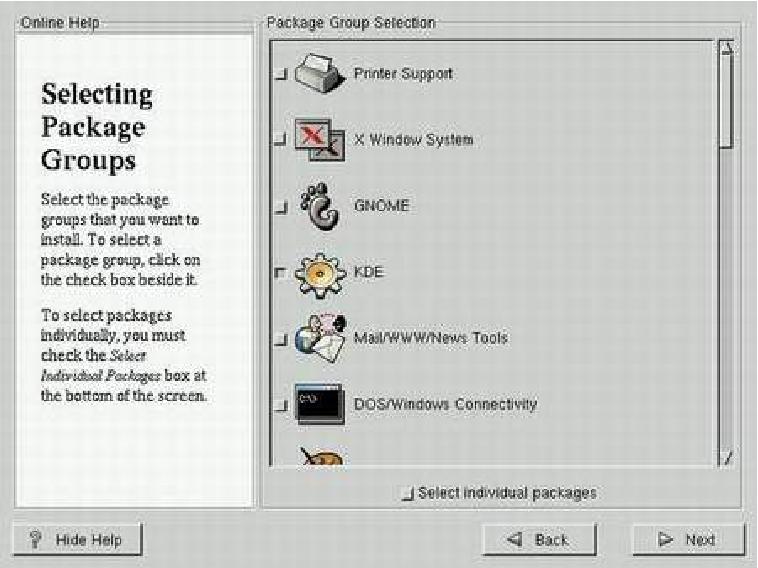 Online Help
Selecting
Package
Groups
Select the package
groups that you want to
install. To select a
package group, click on
the check box beside it.
To select packages
individually, you must
check the Select
Individual Packages box at
the bottom of the screen.
Package Group Selection
Printer Support
X Window System
GNOME
KDE
Mail/WWW/News Tools
DOS/Windows Connectivity
Select individual packages
Hide Help
Back
Next